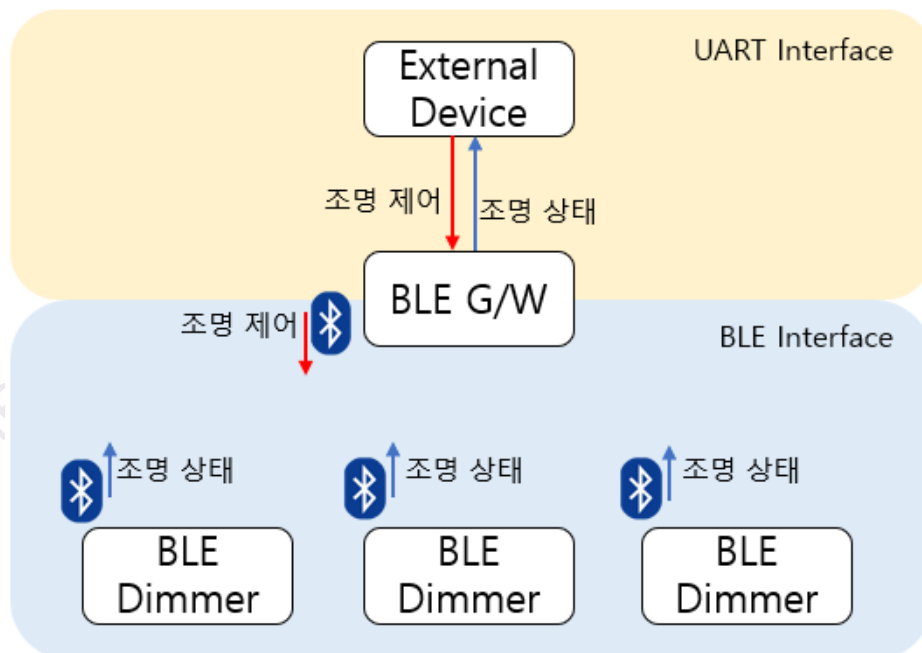 UART Interface
External
Device
조명 제어
조명 상태
BLE G/W
조명 제어
BLE Interface
조명 상태
조명 상태
조명 상태
BLE
Dimmer
BLE
Dimmer
BLE
Dimmer